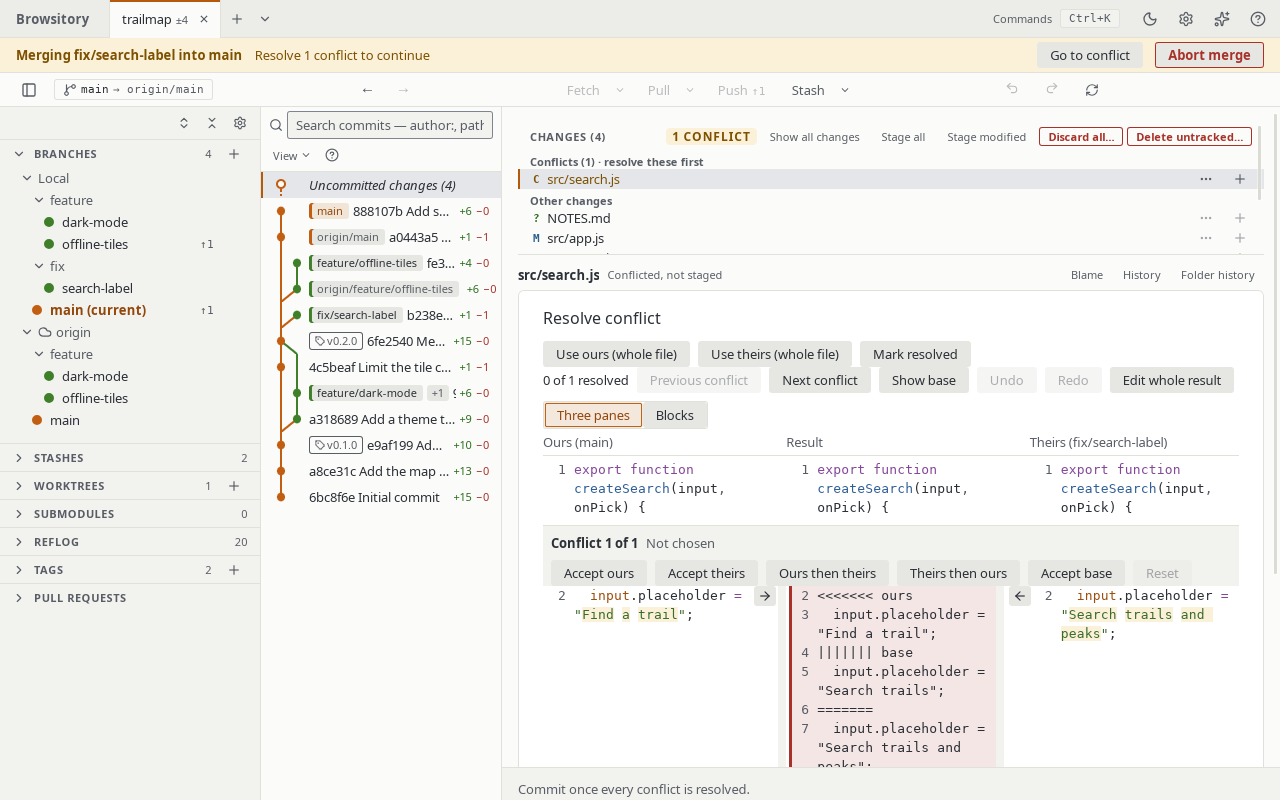 Browsitory
trailmap ±4
Commands Ctrl+K
Merging fix/search-label into main Resolve 1 conflict to continue
Go to conflict Abort merge
main → origin/main
Fetch Pull Push ↑1 Stash
BRANCHES 4
Local
feature
dark-mode
offline-tiles ↑1
fix
search-label
main (current) ↑1
origin
feature
dark-mode
offline-tiles
main
STASHES 2
WORKTREES 1
SUBMODULES 0
REFLOG 20
TAGS 2
PULL REQUESTS
Search commits — author:, path
View
Uncommitted changes (4)
main 888107b Add s... +6 −0
origin/main a0443a5 ... +1 −1
feature/offline-tiles fe3... +4 −0
origin/feature/offline-tiles +6 −0
fix/search-label b238e... +1 −1
v0.2.0 6fe2540 Me... +15 −0
4c5beaf Limit the tile c... +1 −1
feature/dark-mode +1 +6 −0
a318689 Add a theme t... +9 −0
v0.1.0 e9af199 Ad... +10 −0
a8ce31c Add the map ... +13 −0
6bc8f6e Initial commit +15 −0
CHANGES (4) 1 CONFLICT Show all changes Stage all Stage modified Discard all... Delete untracked...
Conflicts (1) · resolve these first
C src/search.js
Other changes
? NOTES.md
M src/app.js
src/search.js Conflicted, not staged Blame History Folder history
Resolve conflict
Use ours (whole file) Use theirs (whole file) Mark resolved
0 of 1 resolved Previous conflict Next conflict Show base Undo Redo Edit whole result
Three panes Blocks
Ours (main) Result Theirs (fix/search-label)
1 export function 1 export function 1 export function
createSearch(input, createSearch(input, createSearch(input,
onPick) { onPick) { onPick) {
Conflict 1 of 1 Not chosen
Accept ours Accept theirs Ours then theirs Theirs then ours Accept base Reset
2 input.placeholder = → 2 <<<<<<< ours ← 2 input.placeholder =
"Find a trail"; 3 input.placeholder = "Search trails and
"Find a trail"; peaks";
4 ||||||| base
5 input.placeholder =
"Search trails";
6 =======
7 input.placeholder =
"Search trails and
peaks";
Commit once every conflict is resolved.